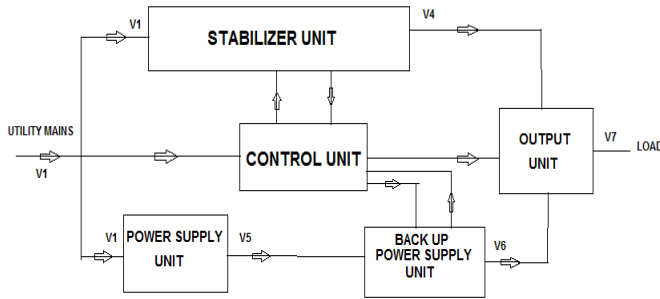 V1
STABILIZER UNIT
V4
UTILITY MAINS
V1
CONTROL UNIT
OUTPUT
UNIT
V7
LOAD
V1
POWER SUPPLY
UNIT
V5
BACK UP
POWER SUPPLY
UNIT
V6